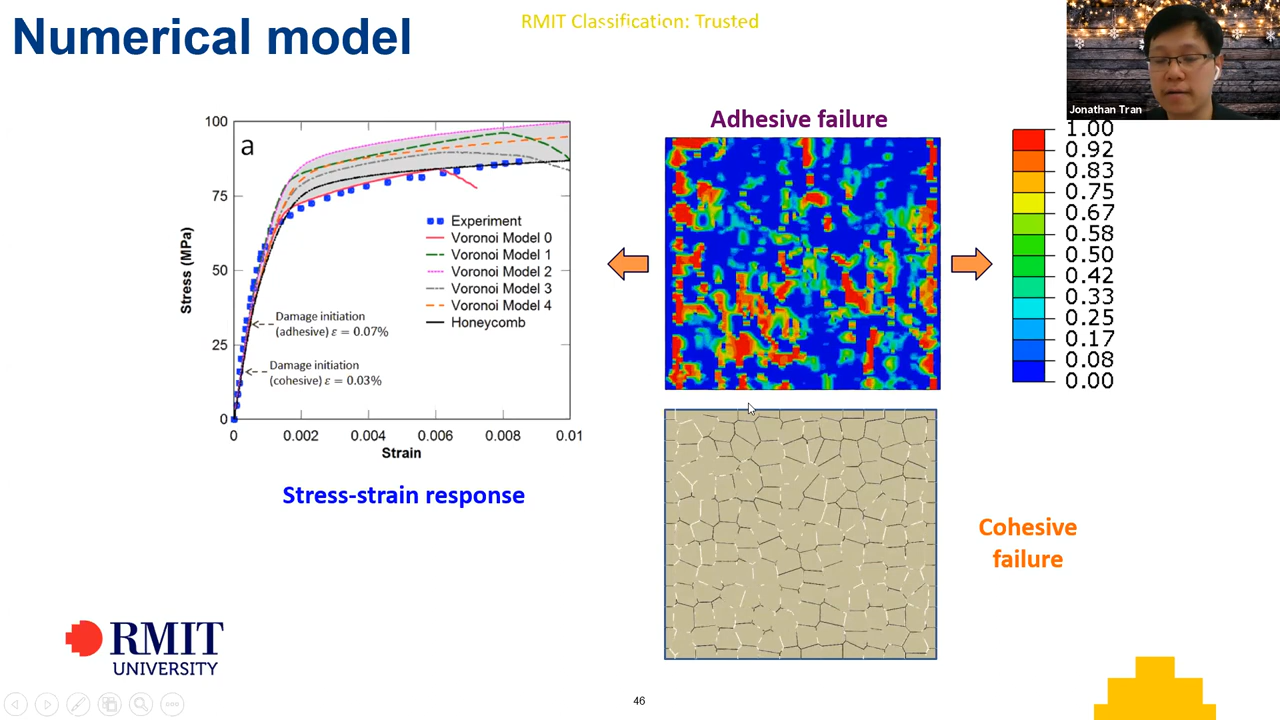 RMIT Classification: Trusted
Numerical model
Jonathan Tran
a
100
75
50
25
0
Stress (MPa)
Experiment
Voronoi Model 0
Voronoi Model 1
Voronoi Model 2
Voronoi Model 3
Voronoi Model 4
Honeycomb
Damage initiation
(adhesive) ε = 0.07%
Damage initiation
(cohesive) ε = 0.03%
0
0.002
0.004
0.006
0.008
0.01
Strain
Stress-strain response
Adhesive failure
1.00
0.92
0.83
0.75
0.67
0.58
0.50
0.42
0.33
0.25
0.17
0.08
0.00
Cohesive
failure
RMIT
UNIVERSITY
46